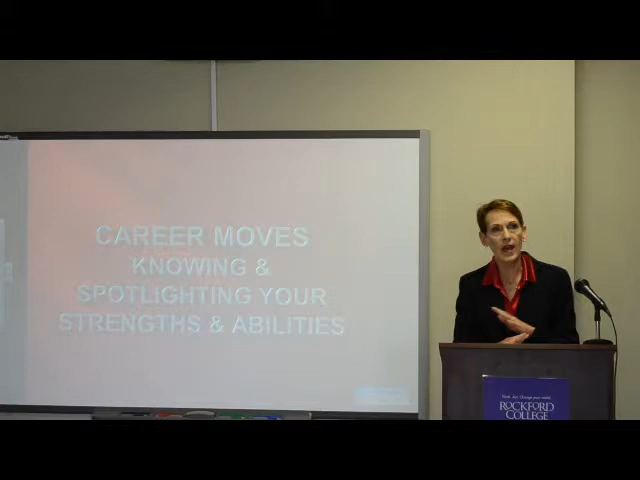 CAREER MOVES
KNOWING &
SPOTLIGHTING YOUR
STRENGTHS & ABILITIES
ROCKFORD
COLLEGE